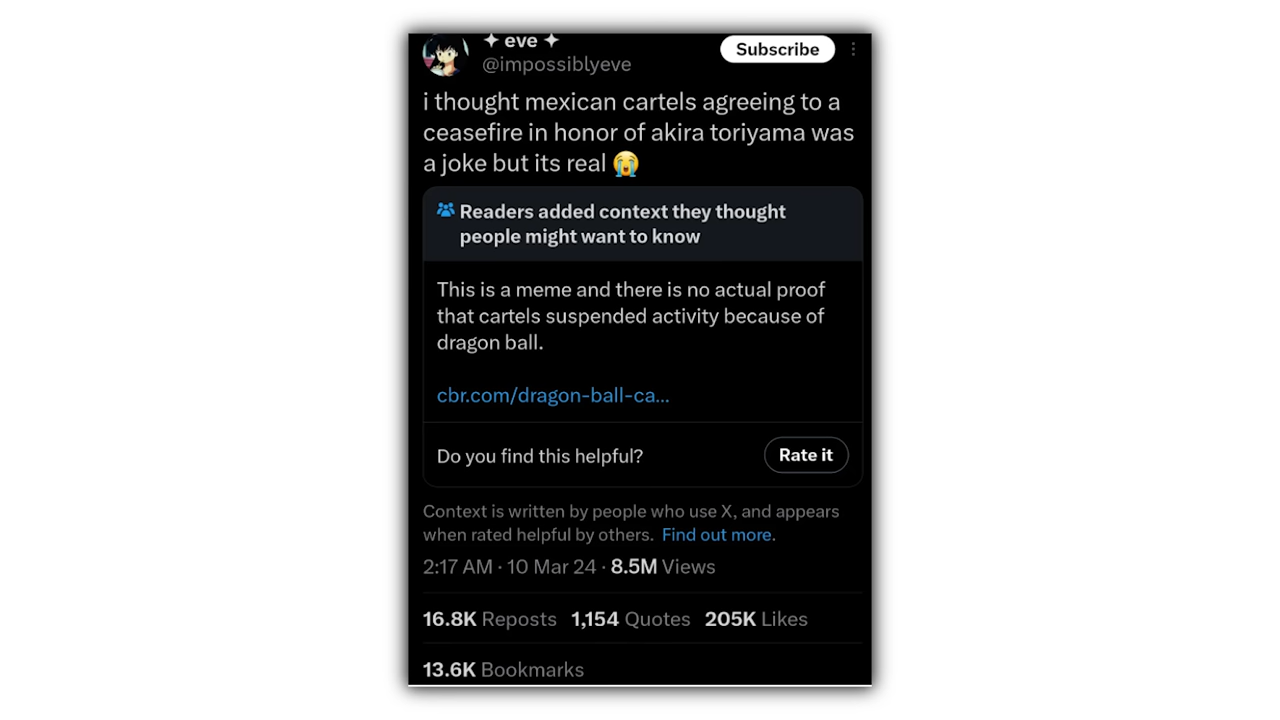 ✦ eve ✦
Subscribe
@impossiblyeve
i thought mexican cartels agreeing to a
ceasefire in honor of akira toriyama was
a joke but its real 😭
Readers added context they thought
people might want to know
This is a meme and there is no actual proof
that cartels suspended activity because of
dragon ball.
cbr.com/dragon-ball-ca...
Do you find this helpful?
Rate it
Context is written by people who use X, and appears
when rated helpful by others. Find out more.
2:17 AM · 10 Mar 24 · 8.5M Views
16.8K Reposts 1,154 Quotes 205K Likes
13.6K Bookmarks